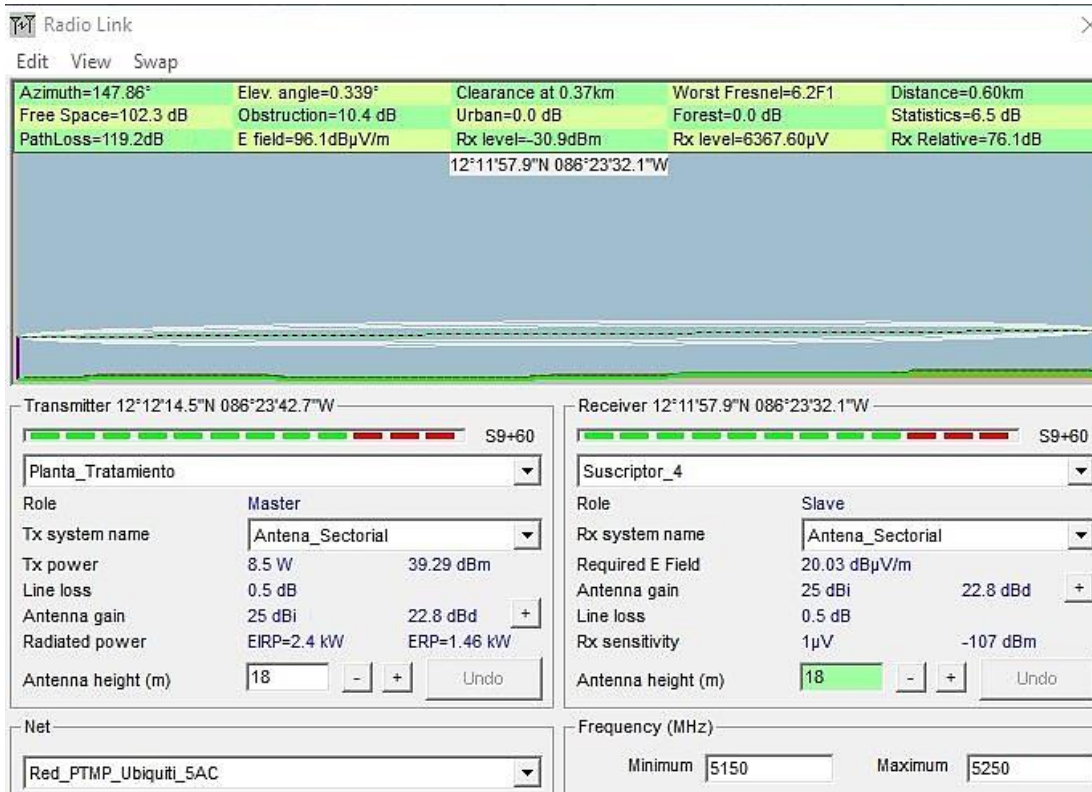 Radio Link
Edit View Swap
Azimuth=147.86° Elev. angle=0.339° Clearance at 0.37km Worst Fresnel=6.2F1 Distance=0.60km
Free Space=102.3 dB Obstruction=10.4 dB Urban=0.0 dB Forest=0.0 dB Statistics=6.5 dB
PathLoss=119.2dB E field=96.1dBµV/m Rx level=-30.9dBm Rx level=6367.60µV Rx Relative=76.1dB
12°11'57.9"N 086°23'32.1"W
Transmitter 12°12'14.5"N 086°23'42.7"W
S9+60
Planta_Tratamiento
Role Master
Tx system name Antena_Sectorial
Tx power 8.5 W 39.29 dBm
Line loss 0.5 dB
Antenna gain 25 dBi 22.8 dBd +
Radiated power EIRP=2.4 kW ERP=1.46 kW
Antenna height (m) 18 - + Undo
Net
Red_PTMP_Ubiquiti_5AC
Receiver 12°11'57.9"N 086°23'32.1"W
S9+60
Suscriptor_4
Role Slave
Rx system name Antena_Sectorial
Required E Field 20.03 dBµV/m
Antenna gain 25 dBi 22.8 dBd +
Line loss 0.5 dB
Rx sensitivity 1µV -107 dBm
Antenna height (m) 18 - + Undo
Frequency (MHz)
Minimum 5150 Maximum 5250